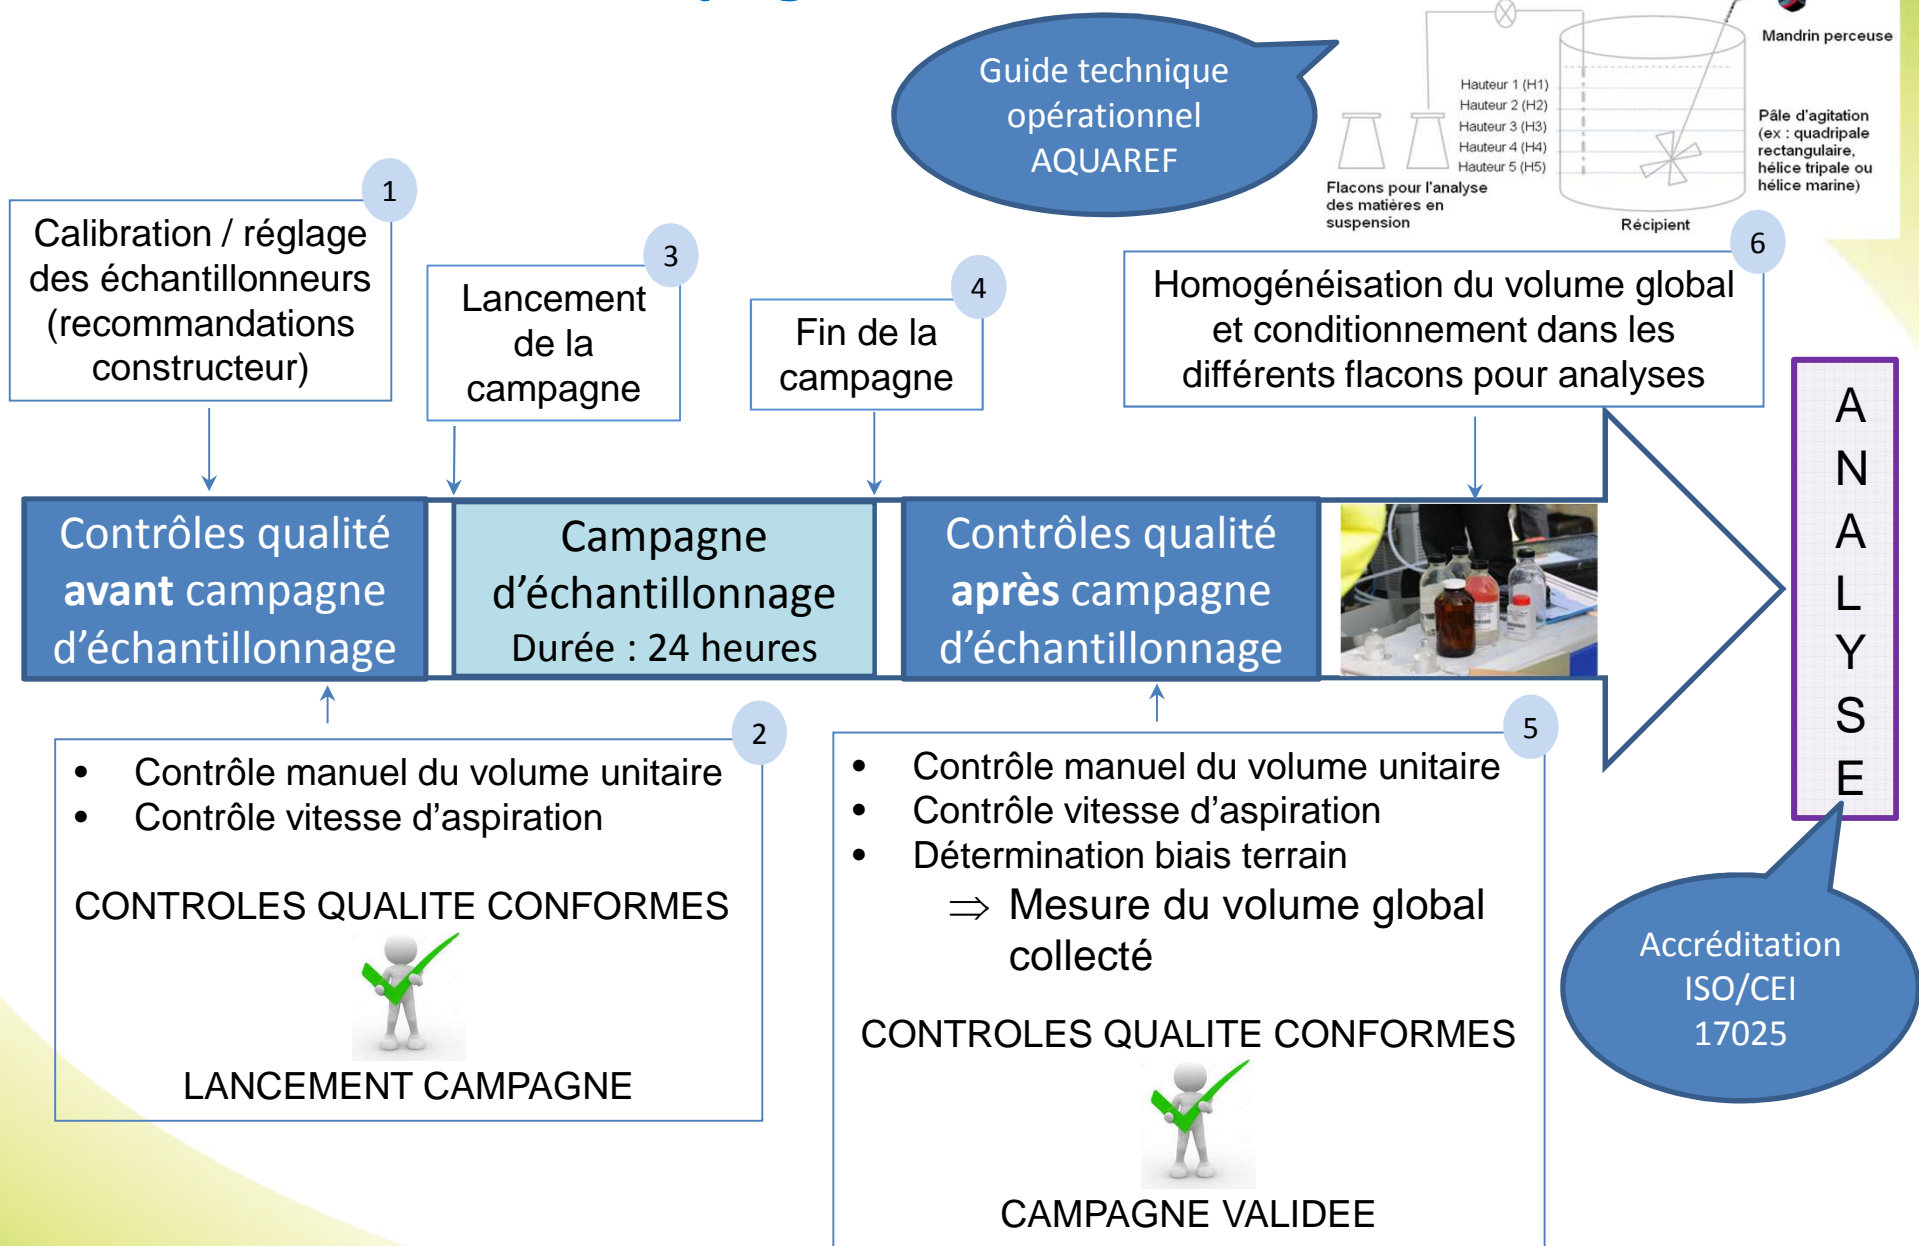 Guide technique
opérationnel
AQUAREF
Mandrin perceuse
Hauteur 1 (H1)
Hauteur 2 (H2)
Hauteur 3 (H3)
Hauteur 4 (H4)
Hauteur 5 (H5)
Pâle d'agitation
(ex : quadripale
rectangulaire,
hélice tripale ou
hélice marine)
Flacons pour l'analyse
des matières en
suspension
Récipient
1
Calibration / réglage
des échantillonneurs
(recommandations
constructeur)
3
Lancement
de la
campagne
4
Fin de la
campagne
6
Homogénéisation du volume global
et conditionnement dans les
différents flacons pour analyses
Contrôles qualité
avant campagne
d'échantillonnage
Campagne
d'échantillonnage
Durée : 24 heures
Contrôles qualité
après campagne
d'échantillonnage
A
N
A
L
Y
S
E
2
• Contrôle manuel du volume unitaire
• Contrôle vitesse d'aspiration
CONTROLES QUALITE CONFORMES
LANCEMENT CAMPAGNE
5
• Contrôle manuel du volume unitaire
• Contrôle vitesse d'aspiration
• Détermination biais terrain
⇒ Mesure du volume global
collecté
CONTROLES QUALITE CONFORMES
CAMPAGNE VALIDEE
Accréditation
ISO/CEI
17025